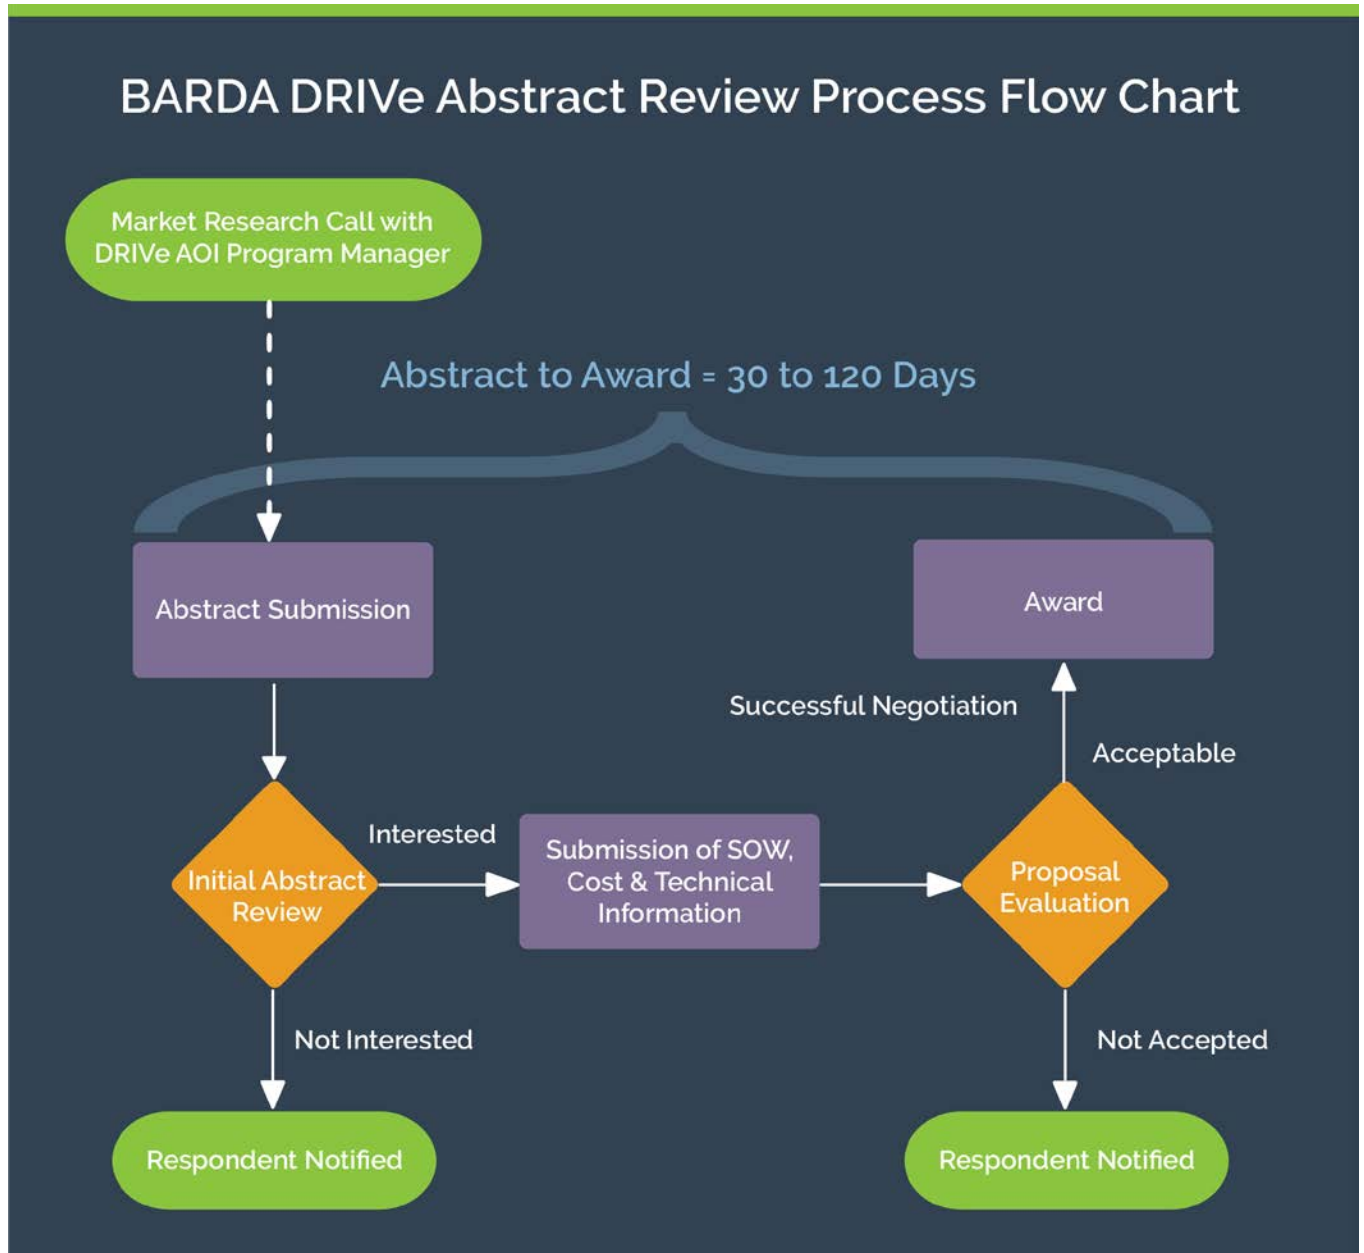 BARDA DRIVe Abstract Review Process Flow Chart
Market Research Call with
DRIVe AOI Program Manager
Abstract to Award = 30 to 120 Days
Abstract Submission
Award
Successful Negotiation
Acceptable
Interested
Initial Abstract
Review
Submission of SOW,
Cost & Technical
Information
Proposal
Evaluation
Not Interested
Not Accepted
Respondent Notified
Respondent Notified